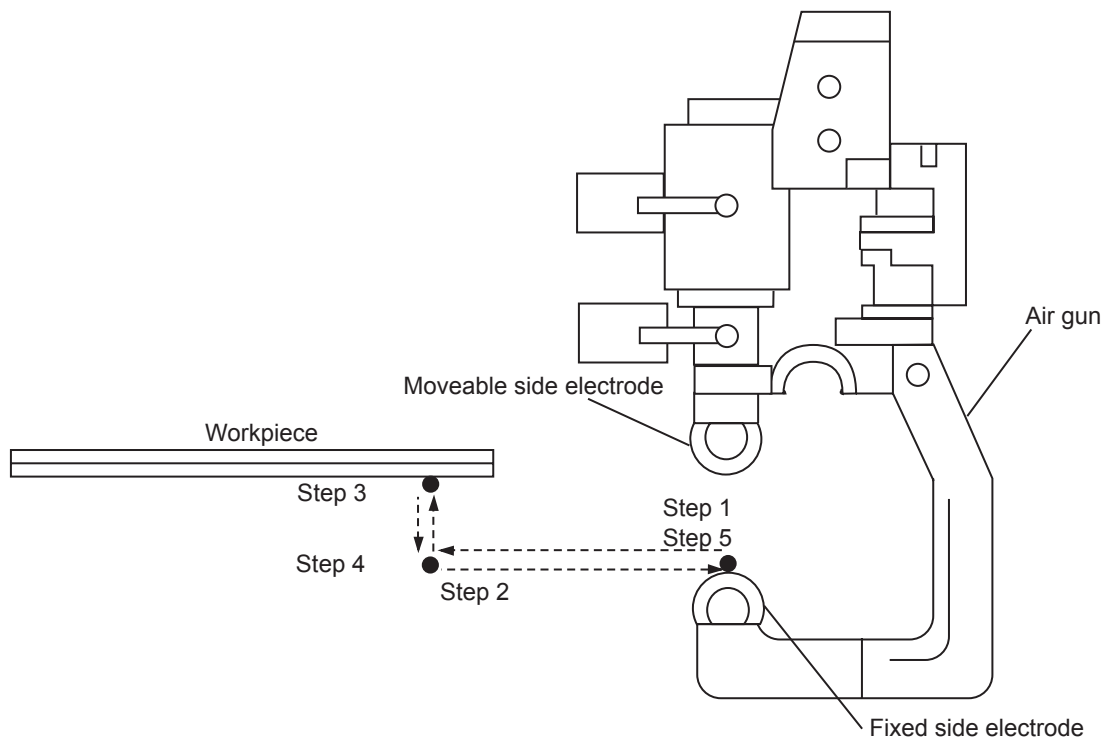 Air gun
Moveable side electrode
Workpiece
Step 3
Step 1
Step 5
Step 4
Step 2
Fixed side electrode